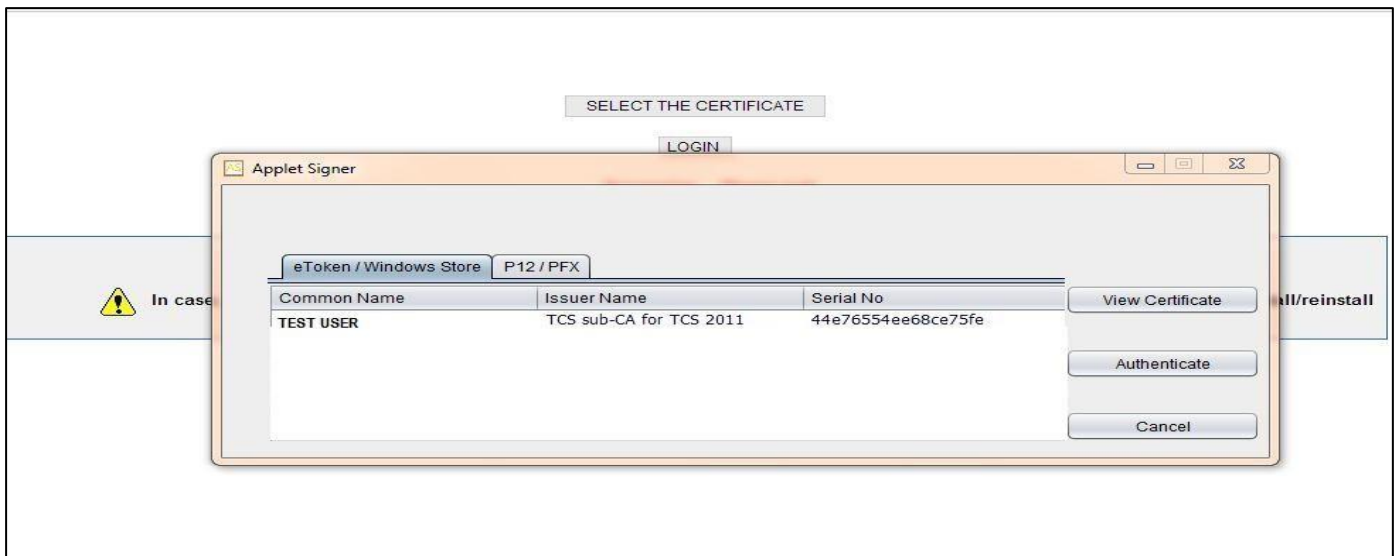 SELECT THE CERTIFICATE
LOGIN
Applet Signer
eToken / Windows Store P12 / PFX
Common Name Issuer Name Serial No
TEST USER TCS sub-CA for TCS 2011 44e76554ee68ce75fe
View Certificate
In case all/reinstall
Authenticate
Cancel